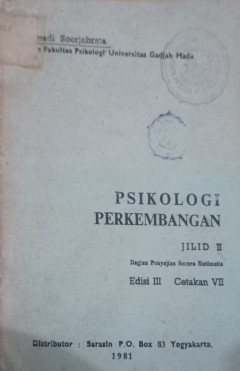 nadi Soerjabrata
Fakultas Psikologi Universitas Gadjah Mada
PSIKOLOGI
PERKEMBANGAN
JILID II
Bagian Penyajian Secara Sistimatis
Edisi III Cetakan VII
Distributor : Sarasin P.O. Box 83 Yogyakarta,
1981